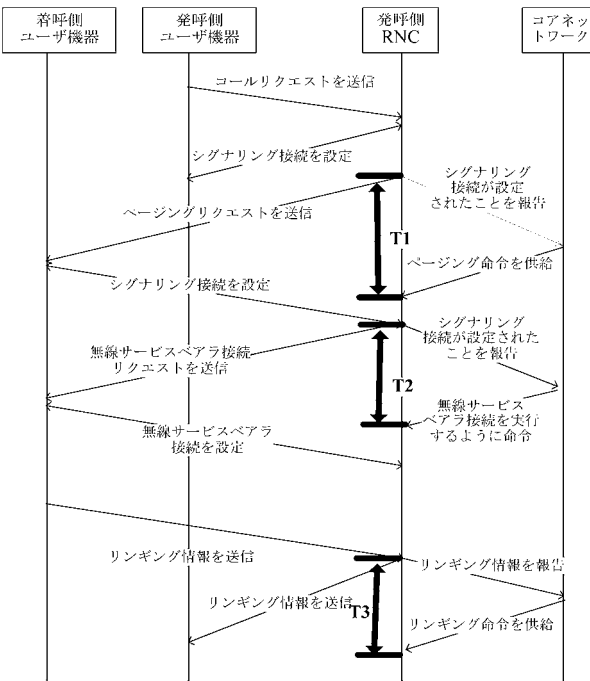 着呼側
ユーザ機器
発呼側
ユーザ機器
発呼側
RNC
コアネッ
トワーク
コールリクエストを送信
シグナリング接続を設定
シグナリング
接続が設定
されたことを報告
ページングリクエストを送信
T1
ページング命令を供給
シグナリング接続を設定
シグナリング
接続が設定された
ことを報告
無線サービスベアラ接続
リクエストを送信
T2
無線サービス
ベアラ接続を実行
するように命令
無線サービスベアラ
接続を設定
リンギング情報を送信
リンギング情報を報告
リンギング情報を送信
T3
リンギング命令を供給